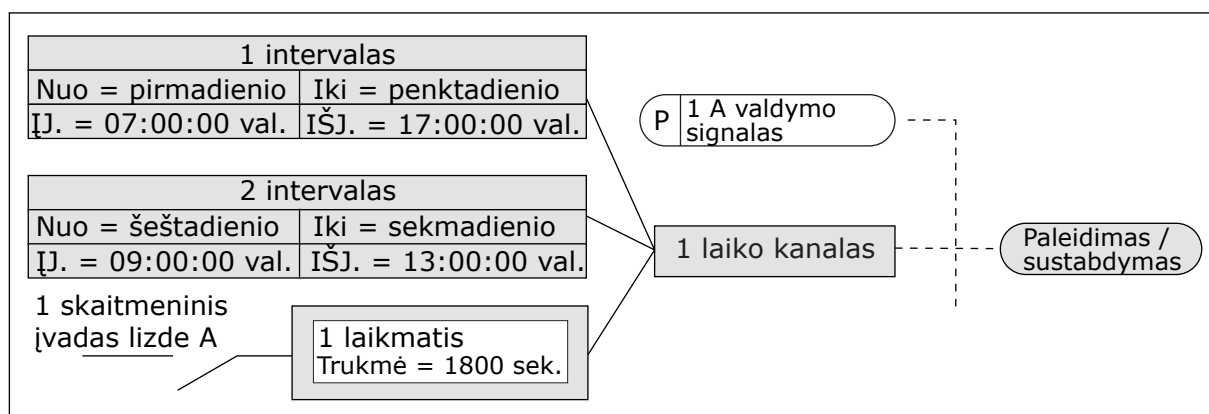 1 intervalas
Nuo = pirmadienio Iki = penktadienio
ĮJ. = 07:00:00 val. IŠJ. = 17:00:00 val.
2 intervalas
Nuo = šeštadienio Iki = sekmadienio
ĮJ. = 09:00:00 val. IŠJ. = 13:00:00 val.
1 skaitmeninis
įvadas lizde A
1 laikmatis
Trukmė = 1800 sek.
P 1 A valdymo
signalas
1 laiko kanalas
Paleidimas /
sustabdymas